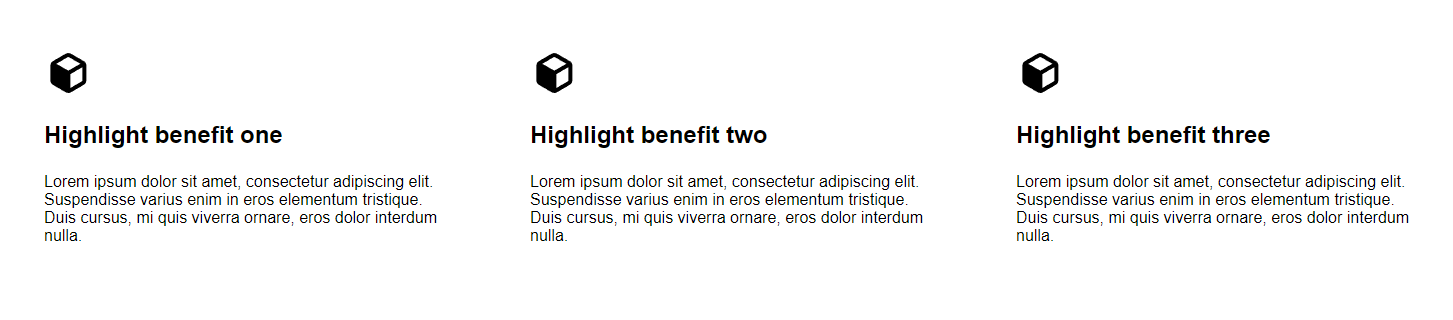 Highlight benefit one
Lorem ipsum dolor sit amet, consectetur adipiscing elit.
Suspendisse varius enim in eros elementum tristique.
Duis cursus, mi quis viverra ornare, eros dolor interdum
nulla.
Highlight benefit two
Lorem ipsum dolor sit amet, consectetur adipiscing elit.
Suspendisse varius enim in eros elementum tristique.
Duis cursus, mi quis viverra ornare, eros dolor interdum
nulla.
Highlight benefit three
Lorem ipsum dolor sit amet, consectetur adipiscing elit.
Suspendisse varius enim in eros elementum tristique.
Duis cursus, mi quis viverra ornare, eros dolor interdum
nulla.